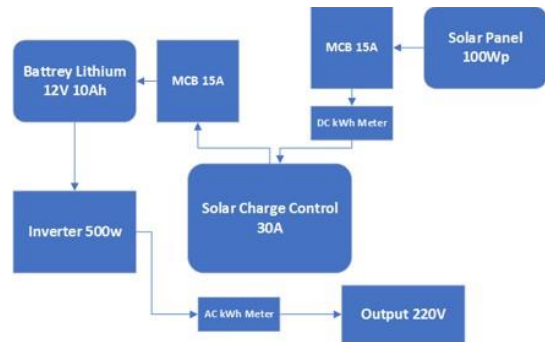 Solar Panel
100Wp
MCB 15A
DC kWh Meter
Solar Charge Control
30A
MCB 15A
Battrey Lithium
12V 10Ah
Inverter 500w
AC kWh Meter
Output 220V